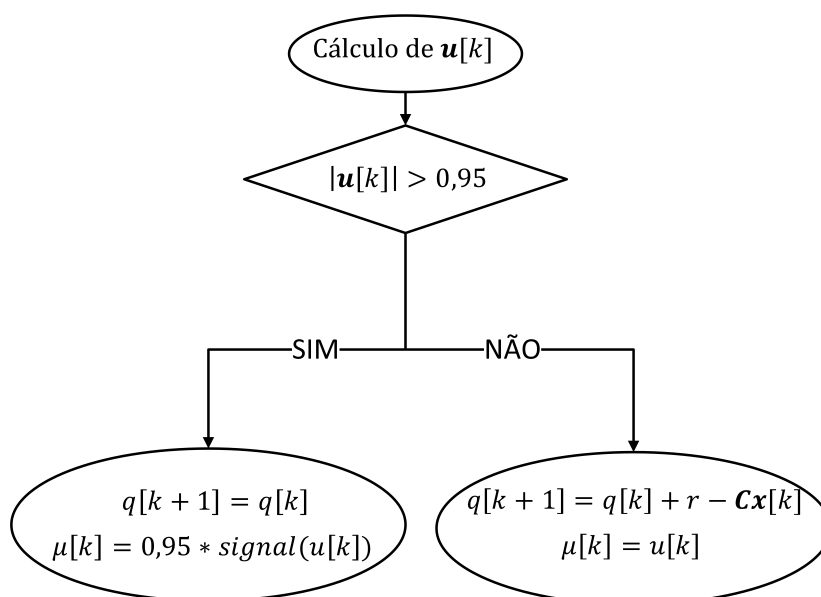 Cálculo de u[k]
|u[k]| > 0,95
SIM
NÃO
q[k + 1] = q[k]
μ[k] = 0,95 * signal(u[k])
q[k + 1] = q[k] + r − Cx[k]
μ[k] = u[k]